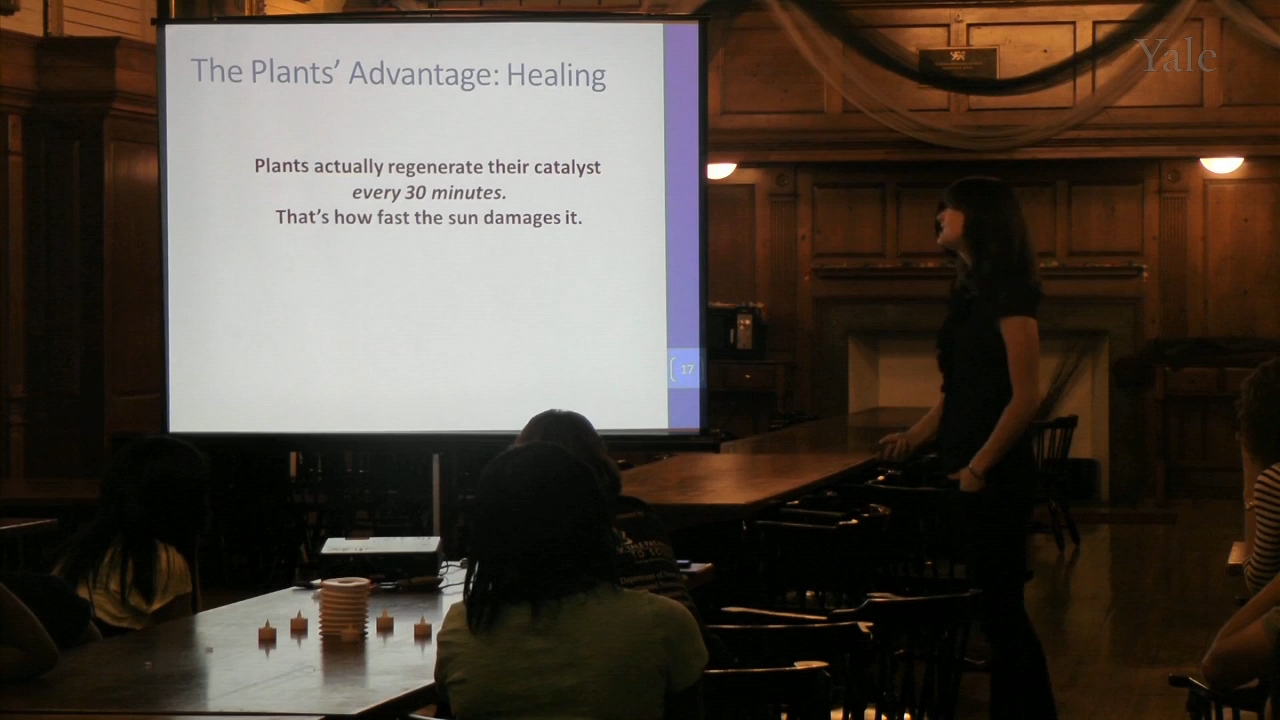 The Plants' Advantage: Healing
Yale
Plants actually regenerate their catalyst
every 30 minutes.
That's how fast the sun damages it.
17